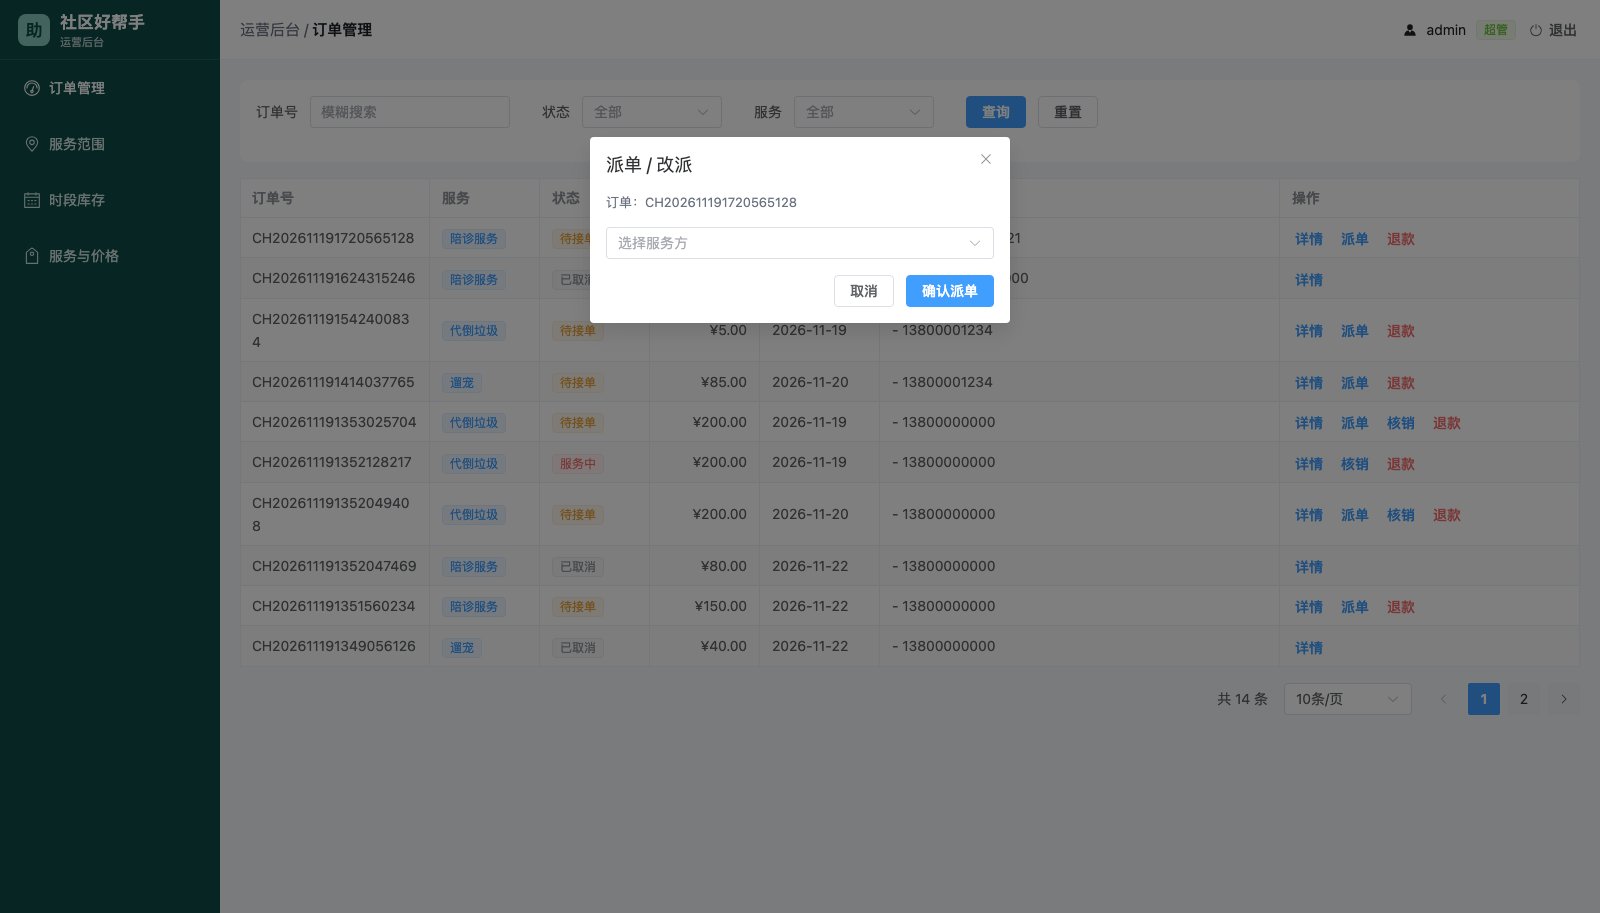 助
社区好帮手
运营后台
订单管理
服务范围
时段库存
服务与价格
运营后台 / 订单管理
admin 超管 退出
订单号 模糊搜索 状态 全部 服务 全部 查询 重置
派单 / 改派
订单：CH202611191720565128
选择服务方
取消 确认派单
订单号 服务 状态 操作
CH202611191720565128 陪诊服务 待接单 21 详情 派单 退款
CH202611191624315246 陪诊服务 已取消 00 详情
CH20261119154240083
4 代倒垃圾 待接单 ¥5.00 2026-11-19 - 13800001234 详情 派单 退款
CH202611191414037765 遛宠 待接单 ¥85.00 2026-11-20 - 13800001234 详情 派单 退款
CH202611191353025704 代倒垃圾 待接单 ¥200.00 2026-11-19 - 13800000000 详情 派单 核销 退款
CH202611191352128217 代倒垃圾 服务中 ¥200.00 2026-11-19 - 13800000000 详情 核销 退款
CH20261119135204940
8 代倒垃圾 待接单 ¥200.00 2026-11-20 - 13800000000 详情 派单 核销 退款
CH202611191352047469 陪诊服务 已取消 ¥80.00 2026-11-22 - 13800000000 详情
CH202611191351560234 陪诊服务 待接单 ¥150.00 2026-11-22 - 13800000000 详情 派单 退款
CH202611191349056126 遛宠 已取消 ¥40.00 2026-11-22 - 13800000000 详情
共 14 条 10条/页 1 2